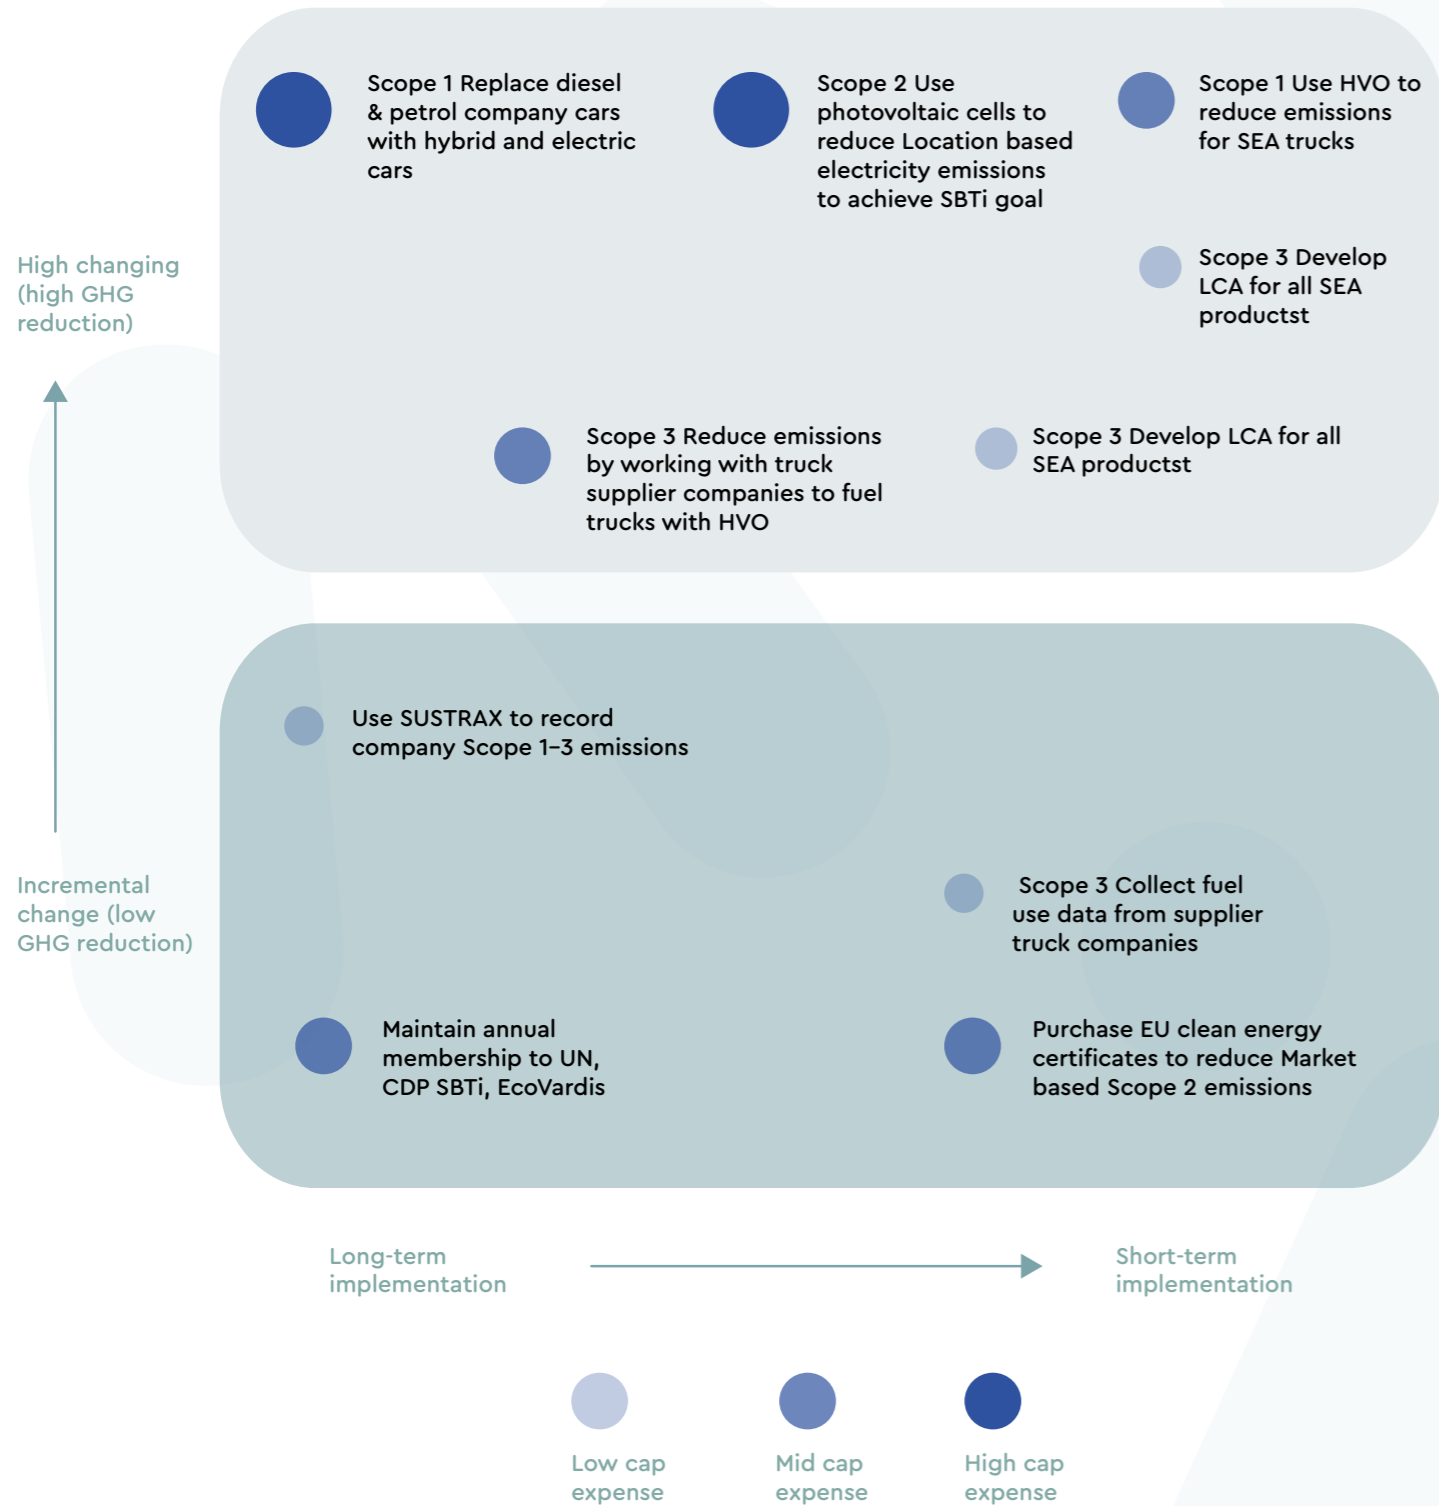 Scope 1 Replace diesel
& petrol company cars
with hybrid and electric
cars
Scope 2 Use
photovoltaic cells to
reduce Location based
electricity emissions
to achieve SBTi goal
Scope 1 Use HVO to
reduce emissions
for SEA trucks
High changing
(high GHG
reduction)
Scope 3 Develop
LCA for all SEA
productst
Scope 3 Reduce emissions
by working with truck
supplier companies to fuel
trucks with HVO
Scope 3 Develop LCA for all
SEA productst
Use SUSTRAX to record
company Scope 1–3 emissions
Incremental
change (low
GHG reduction)
Scope 3 Collect fuel
use data from supplier
truck companies
Maintain annual
membership to UN,
CDP SBTi, EcoVardis
Purchase EU clean energy
certificates to reduce Market
based Scope 2 emissions
Long-term
implementation
Short-term
implementation
Low cap
expense
Mid cap
expense
High cap
expense